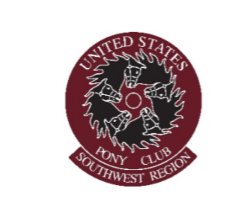 UNITED STATES
PONY CLUB
SOUTHWEST REGION